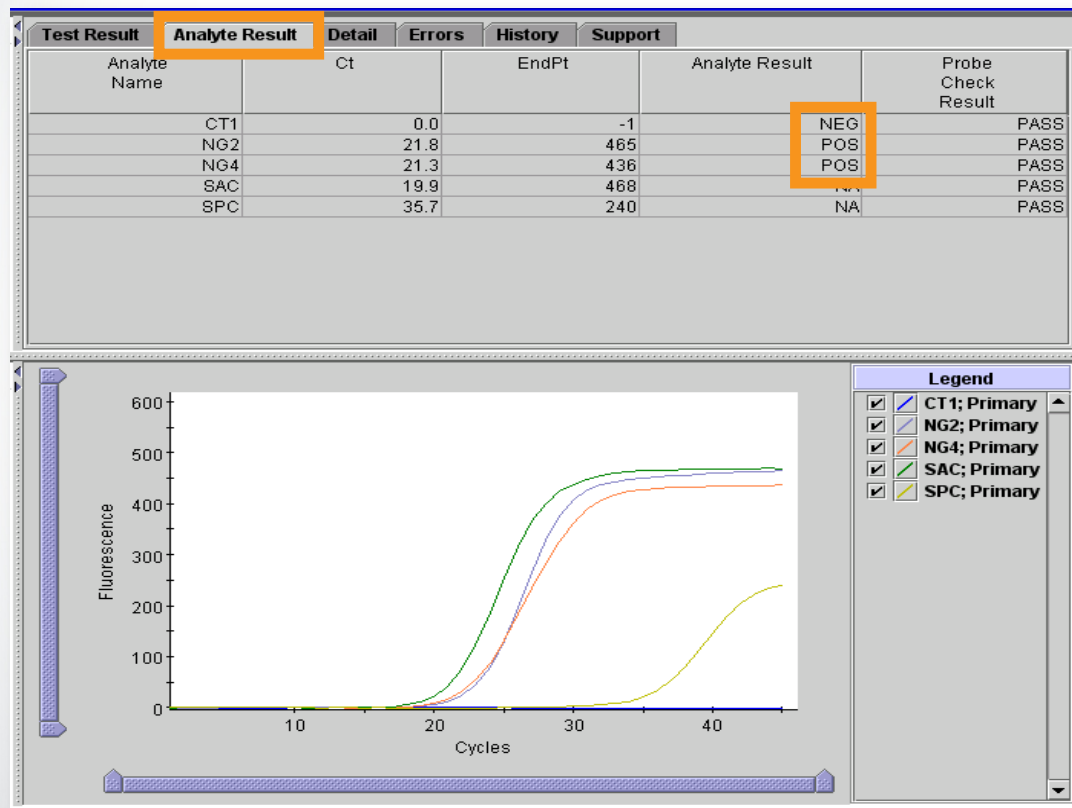 Test Result Analyte Result Detail Errors History Support
Analyte Name Ct EndPt Analyte Result Probe Check Result
CT1 0.0 -1 NEG PASS
NG2 21.8 465 POS PASS
NG4 21.3 436 POS PASS
SAC 19.9 468 NA PASS
SPC 35.7 240 NA PASS
Legend
CT1; Primary
NG2; Primary
NG4; Primary
SAC; Primary
SPC; Primary
600
500
400
300
200
100
0
Fluorescence
10 20 30 40
Cycles